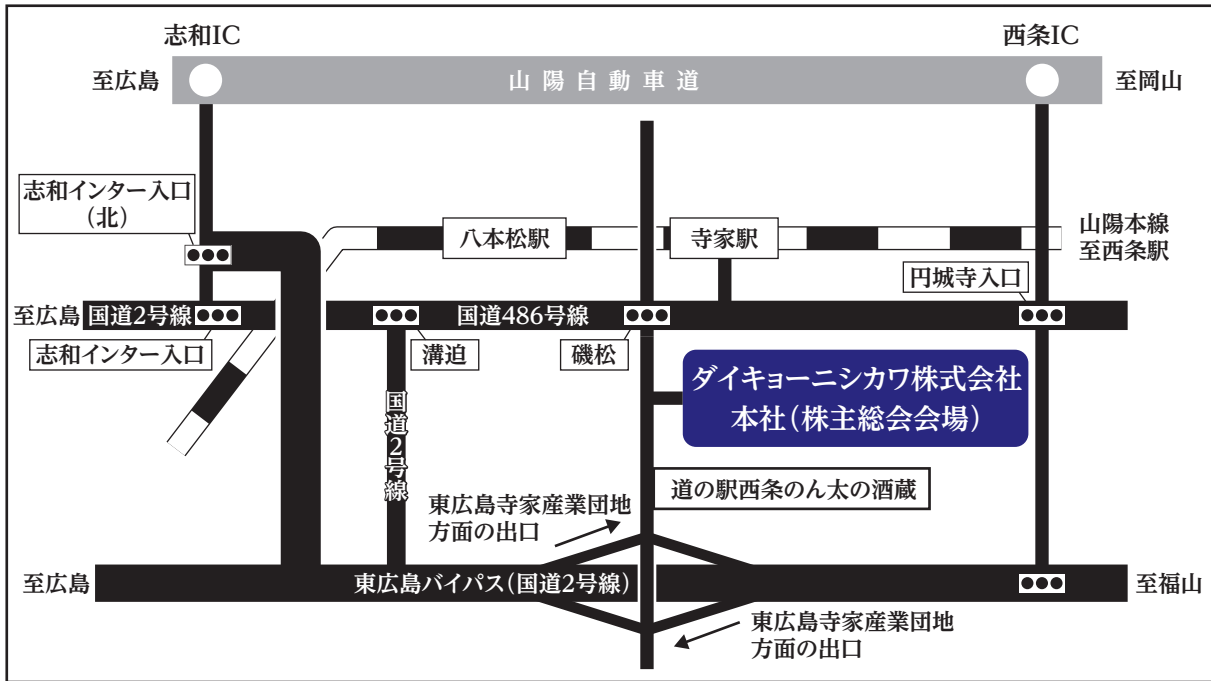 志和IC
西条IC
至広島
山陽自動車道
至岡山
志和インター入口
(北)
八本松駅
寺家駅
山陽本線
至西条駅
円城寺入口
至広島
国道2号線
国道486号線
志和インター入口
溝迫
磯松
ダイキョーニシカワ株式会社
本社(株主総会会場)
国道2号線
道の駅西条のん太の酒蔵
東広島寺家産業団地
方面の出口
至広島
東広島バイパス(国道2号線)
至福山
東広島寺家産業団地
方面の出口